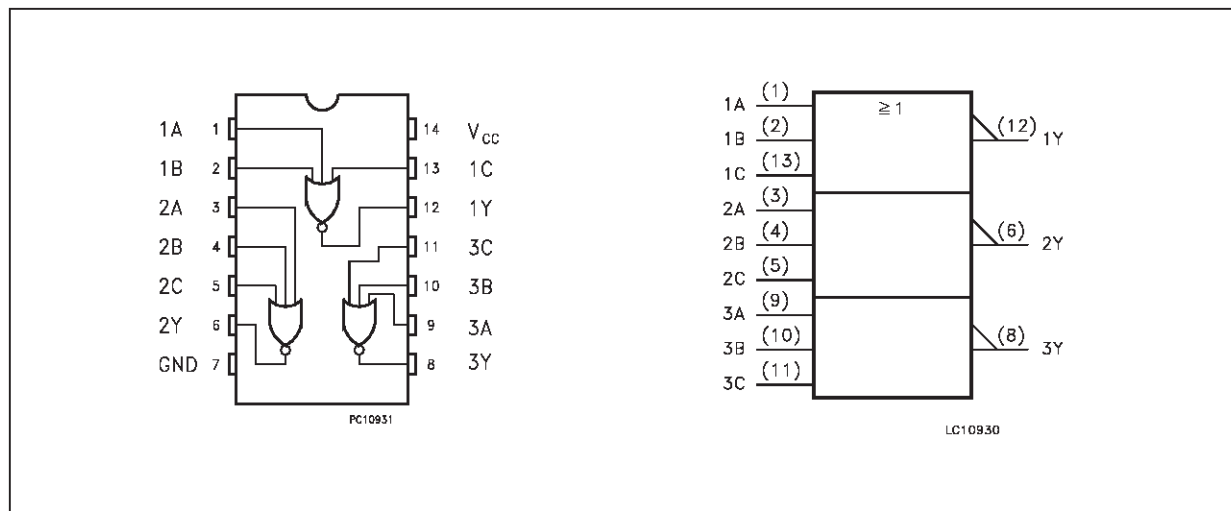 1A 1 14 VCC
1B 2 13 1C
2A 3 12 1Y
2B 4 11 3C
2C 5 10 3B
2Y 6 9 3A
GND 7 8 3Y
PC10931
≧1
1A (1)
1B (2)
1C (13)
2A (3)
2B (4)
2C (5)
3A (9)
3B (10)
3C (11)
(12) 1Y
(6) 2Y
(8) 3Y
LC10930